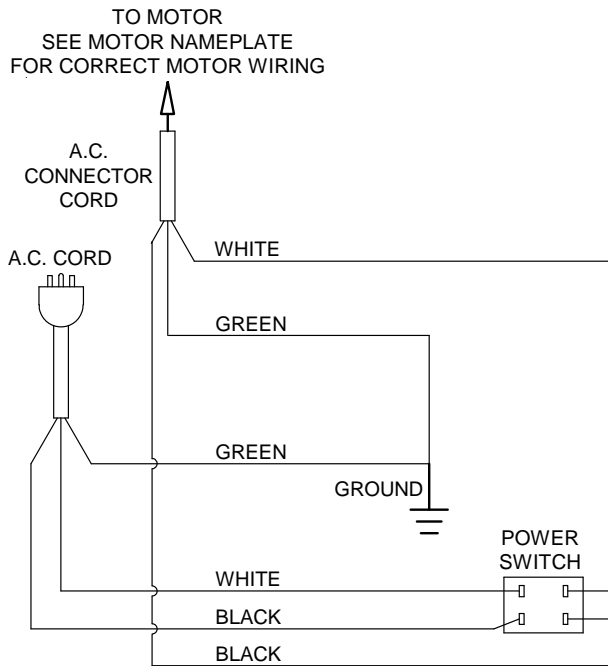 TO MOTOR
SEE MOTOR NAMEPLATE
FOR CORRECT MOTOR WIRING
A.C.
CONNECTOR
CORD
WHITE
A.C. CORD
GREEN
GREEN
GROUND
POWER
SWITCH
WHITE
BLACK
BLACK